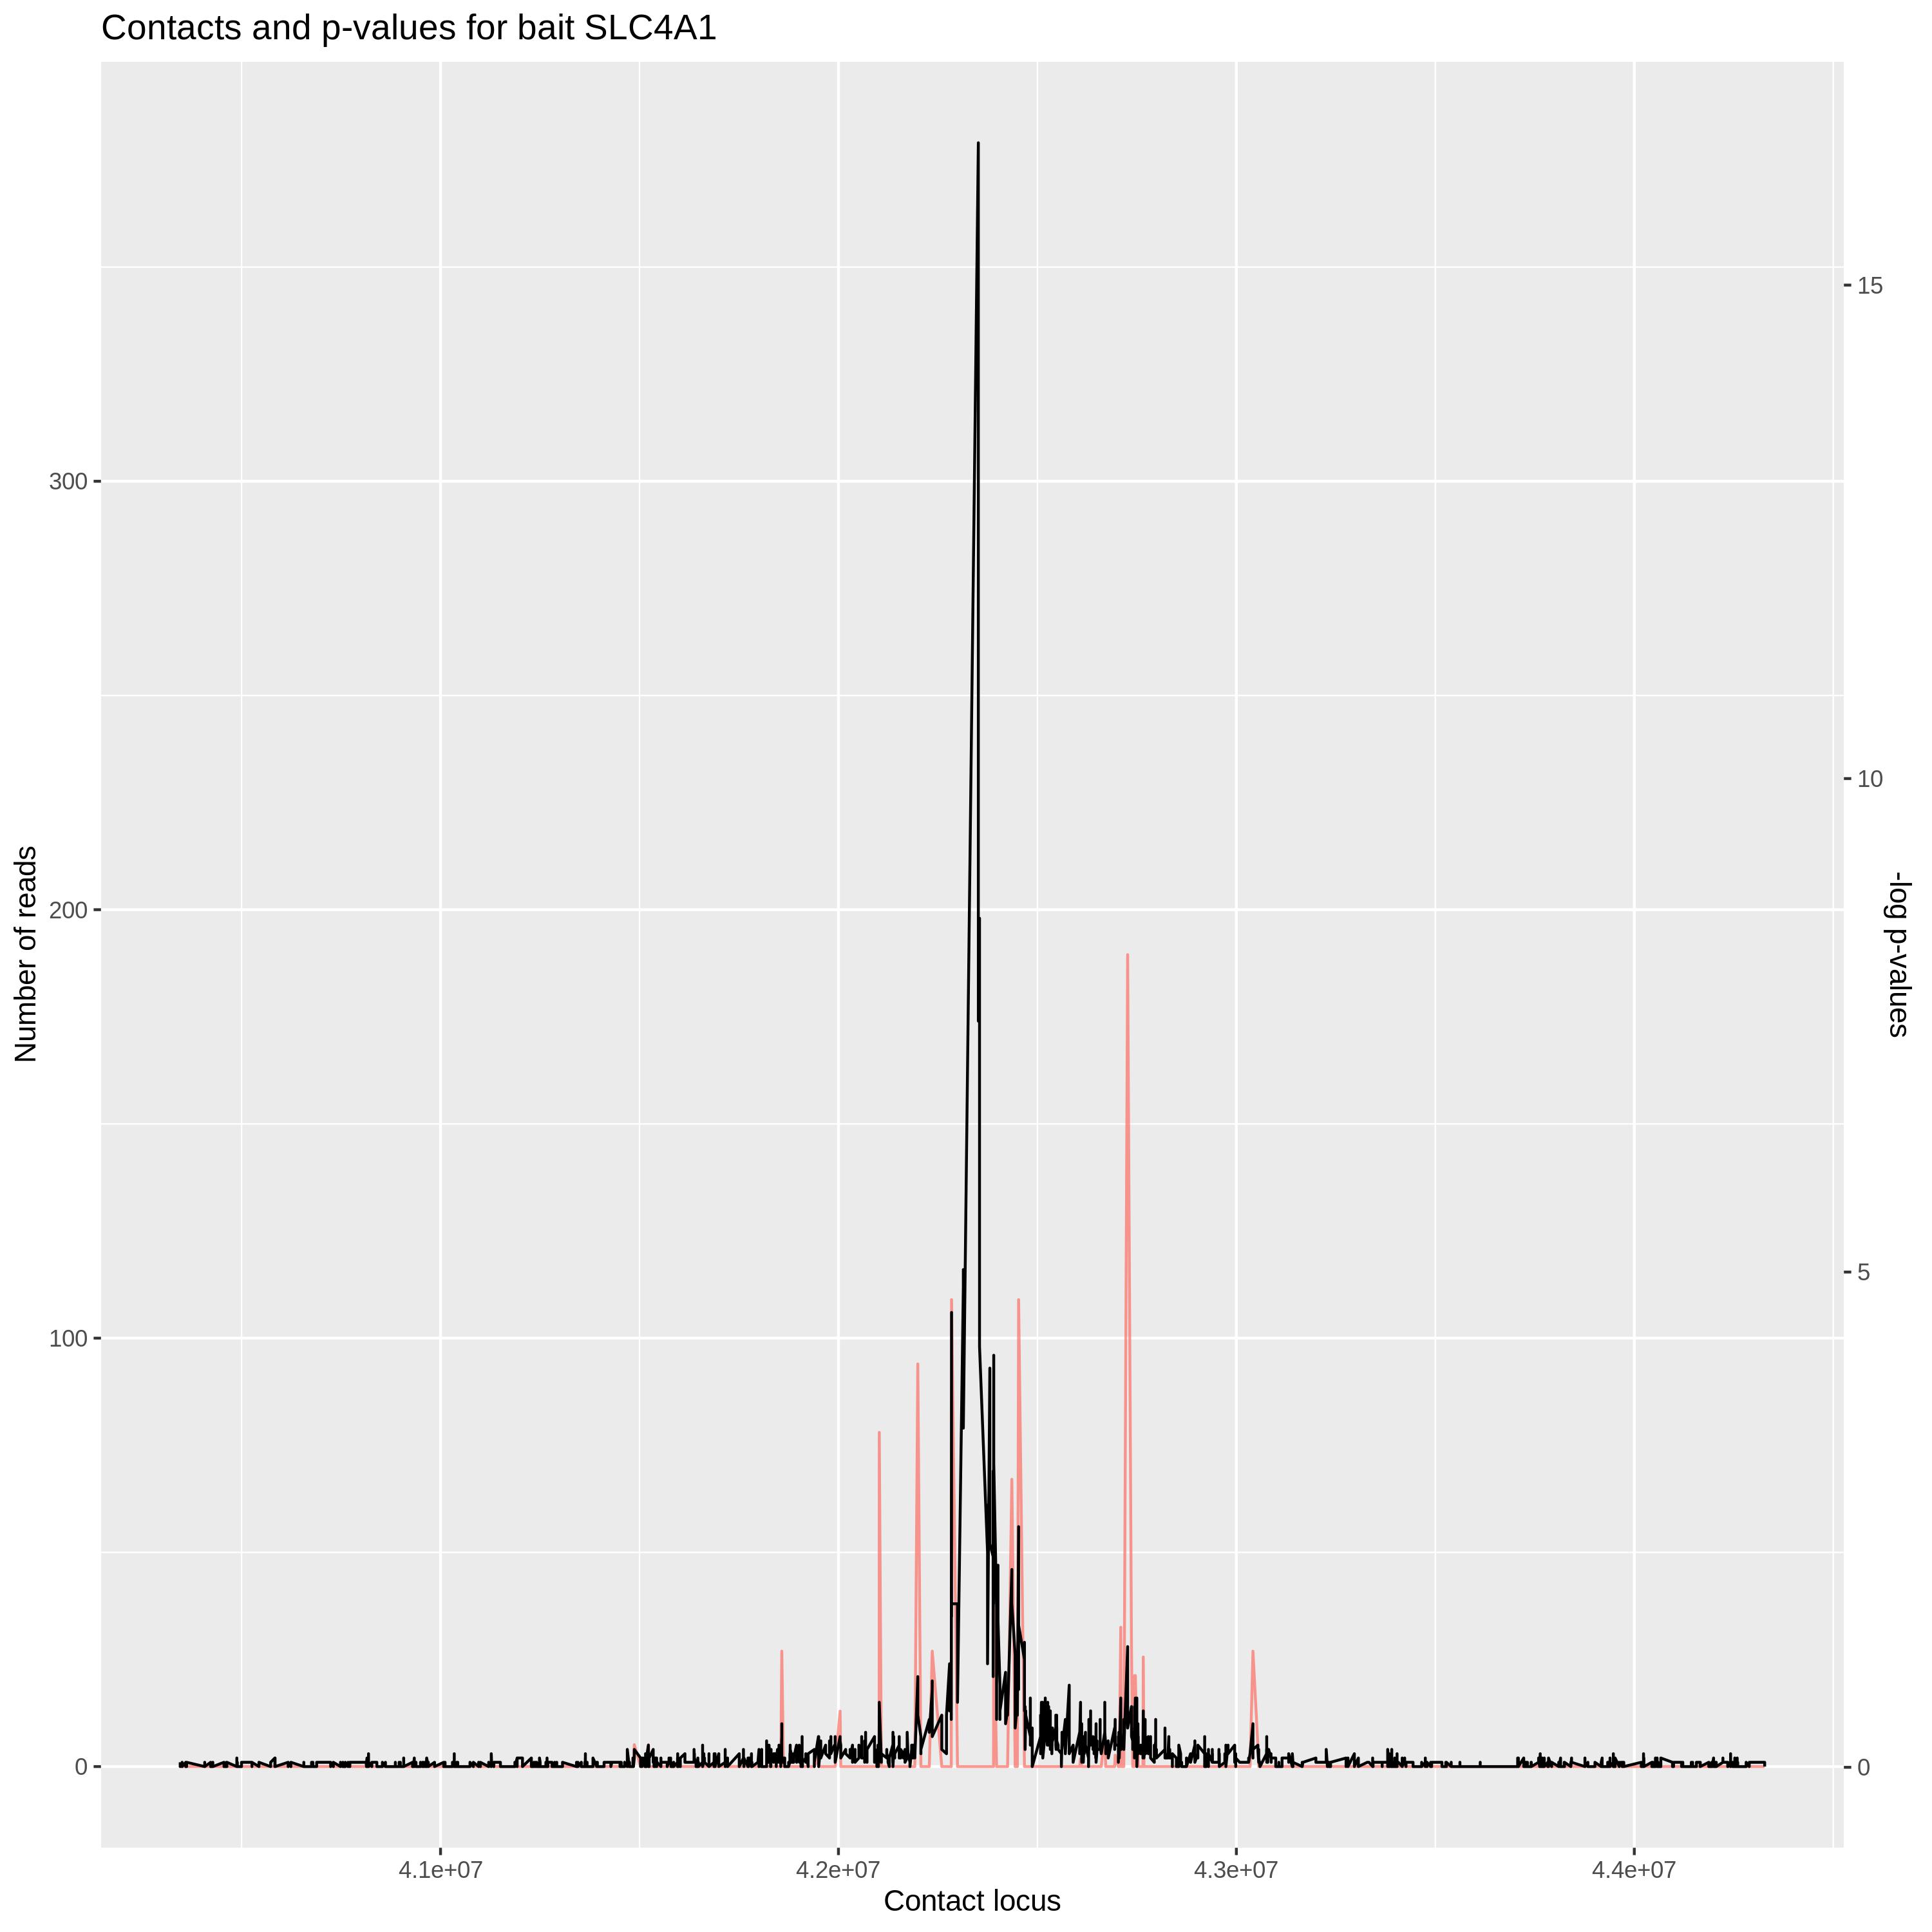 Contacts and p-values for bait SLC4A1
Number of reads
300
200
100
0
15
10
5
0
-log p-values
4.1e+07
4.2e+07
4.3e+07
4.4e+07
Contact locus